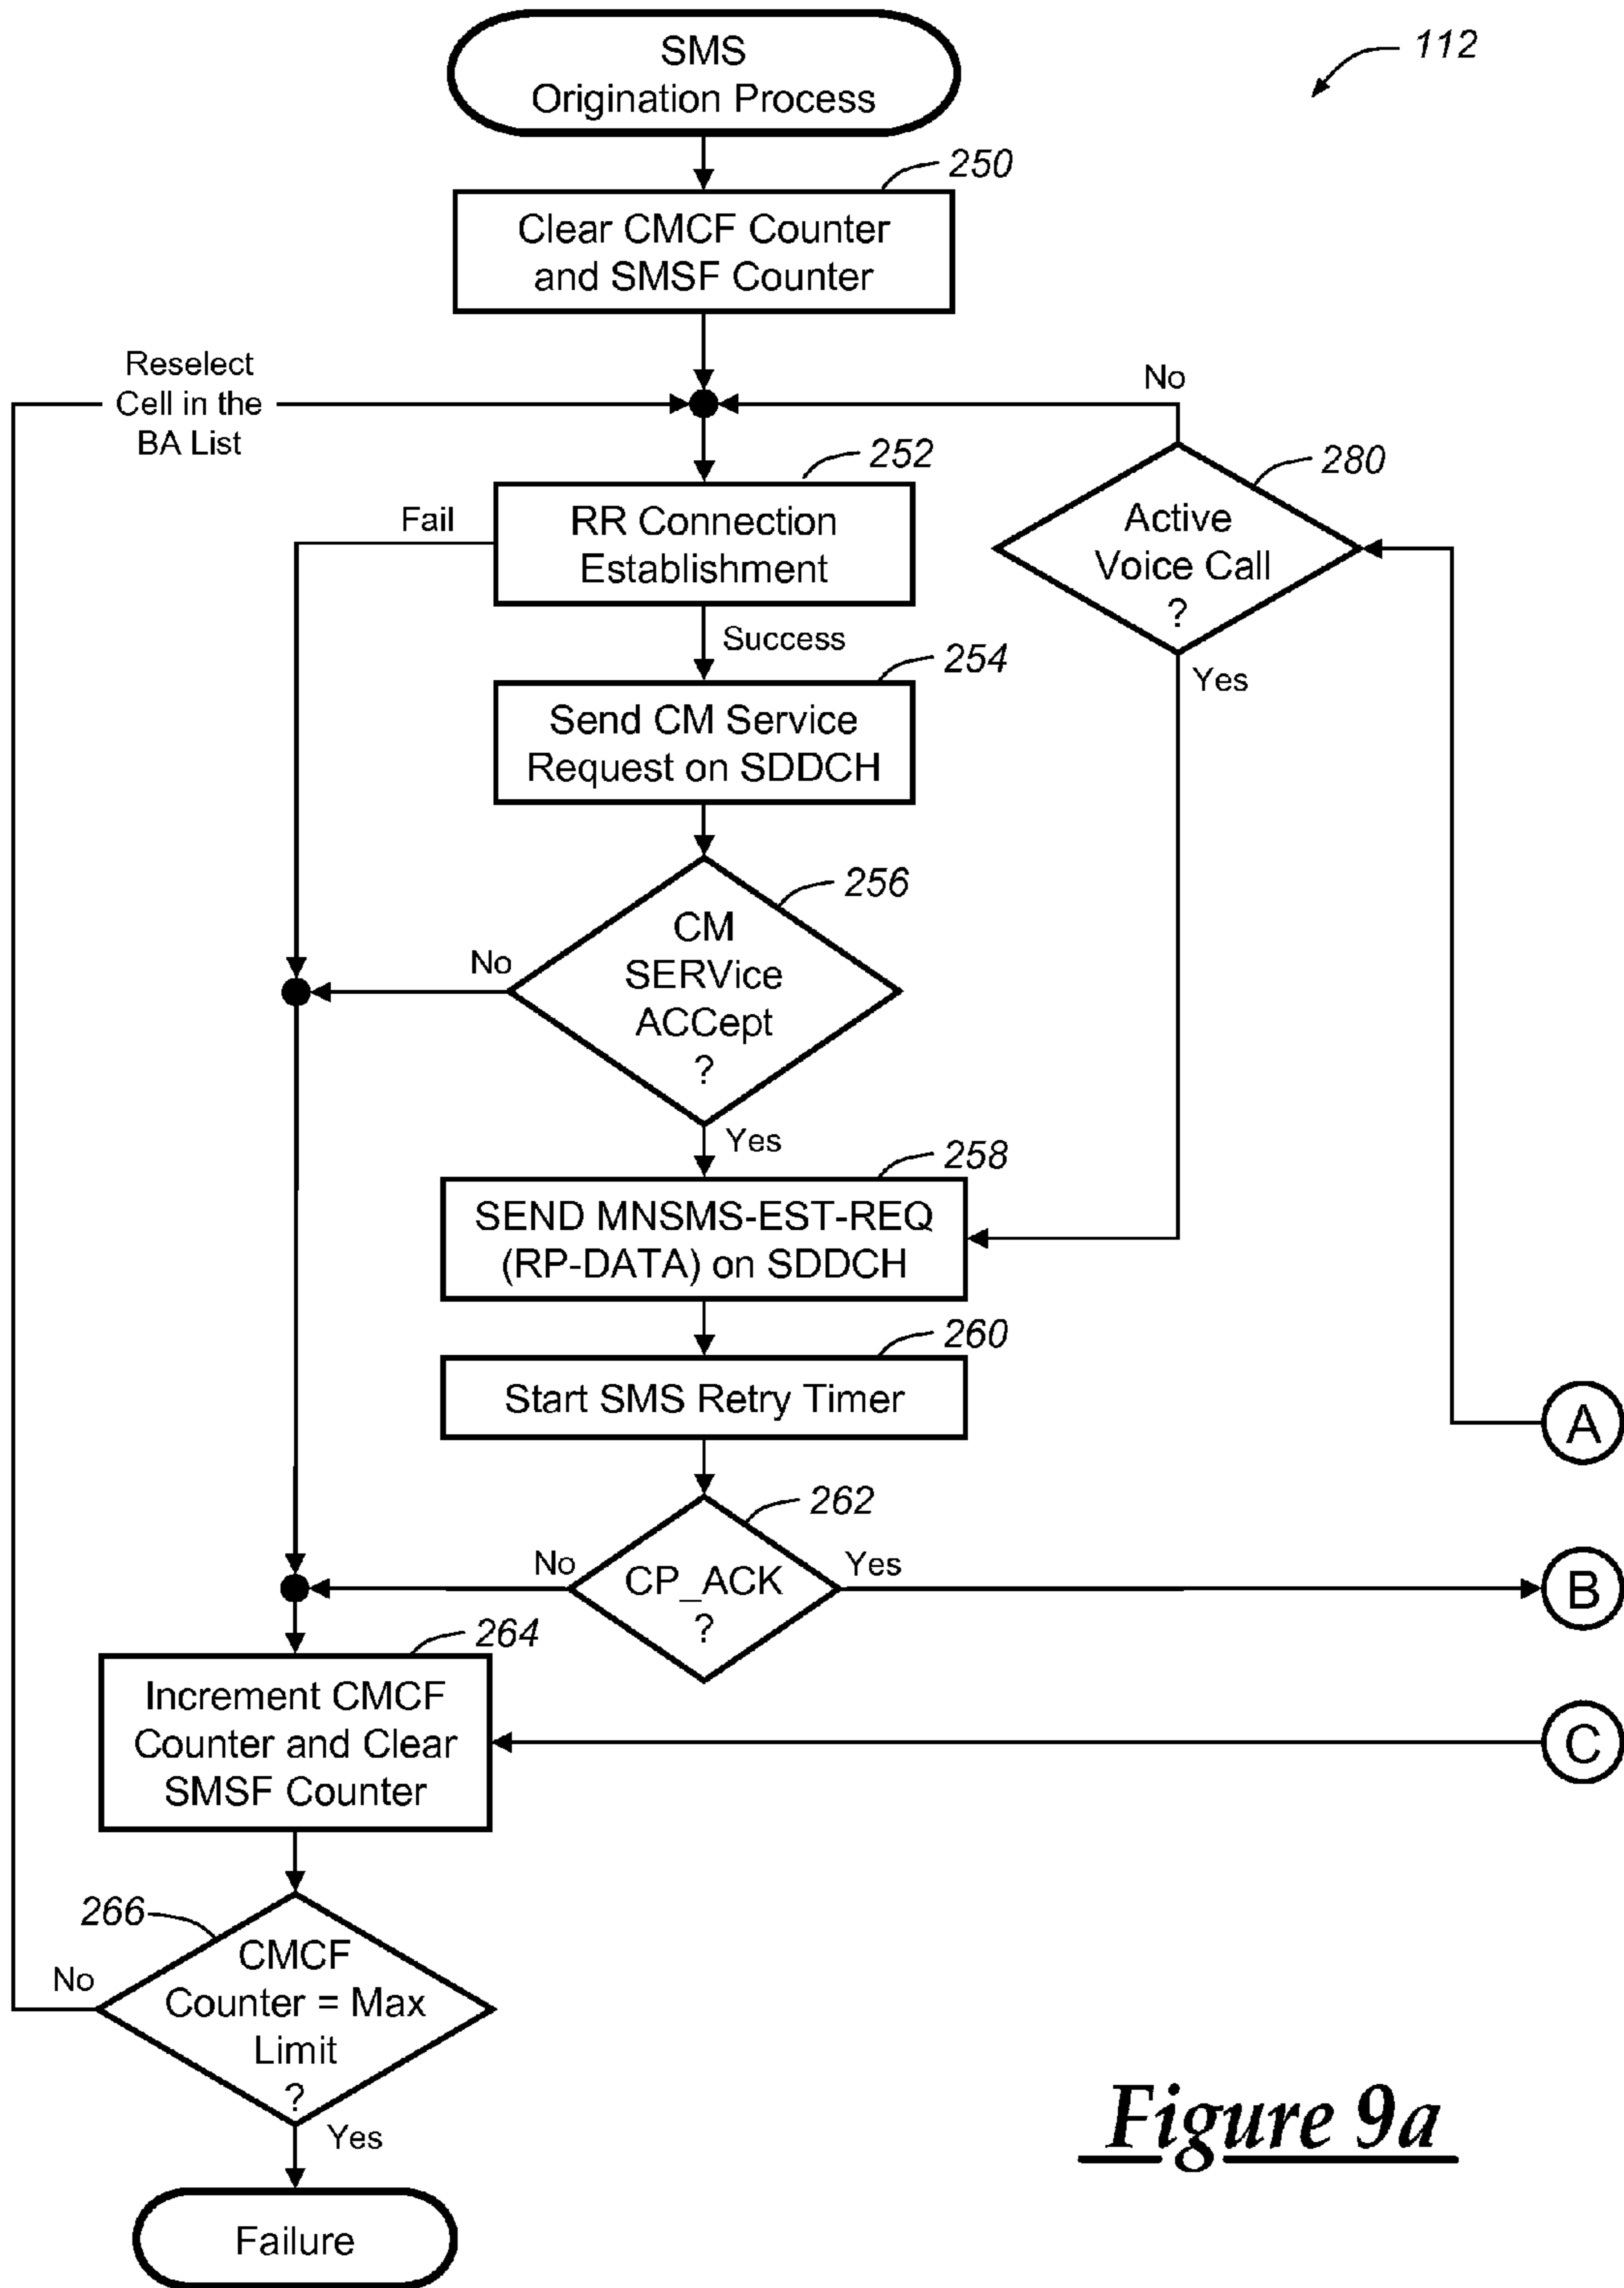 SMS
Origination Process
112
250
Clear CMCF Counter
and SMSF Counter
Reselect
Cell in the
BA List
No
252
RR Connection
Establishment
Fail
280
Active
Voice Call
?
Success
Yes
254
Send CM Service
Request on SDDCH
256
CM
SERVice
ACCept
?
No
Yes
258
SEND MNSMS-EST-REQ
(RP-DATA) on SDDCH
260
Start SMS Retry Timer
A
262
CP_ACK
?
No
Yes
B
264
Increment CMCF
Counter and Clear
SMSF Counter
C
266
CMCF
Counter = Max
Limit
?
No
Yes
Failure
Figure 9a